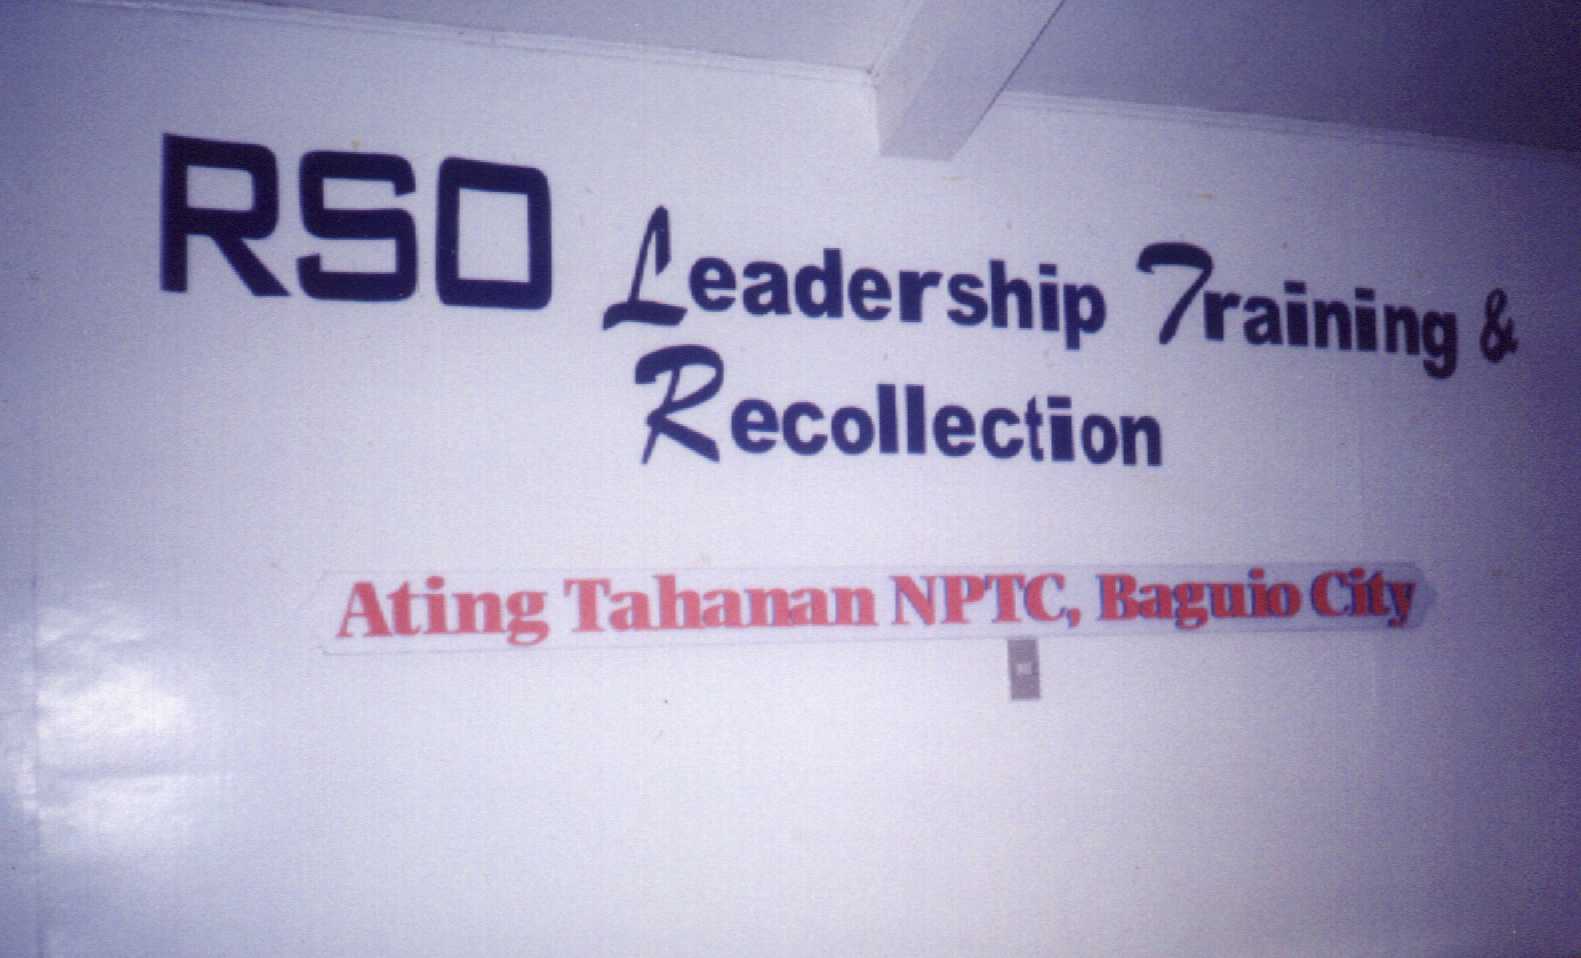 RSO Leadership Training &
Recollection
Ating Tahanan NPTC, Baguio City